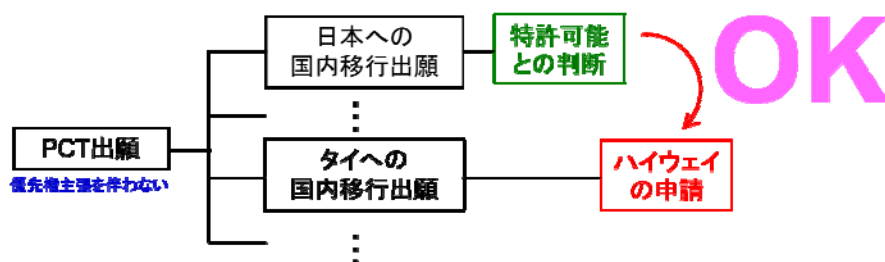 日本への
国内移行出願
特許可能
との判断
OK
PCT出願
優先権主張を伴わない
タイへの
国内移行出願
ハイウェイ
の申請